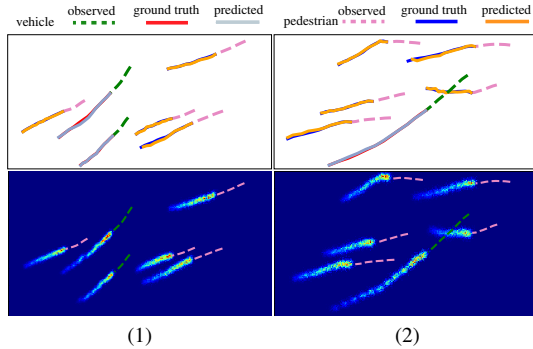 vehicle observed ground truth predicted
pedestrian observed ground truth predicted
(1)
(2)